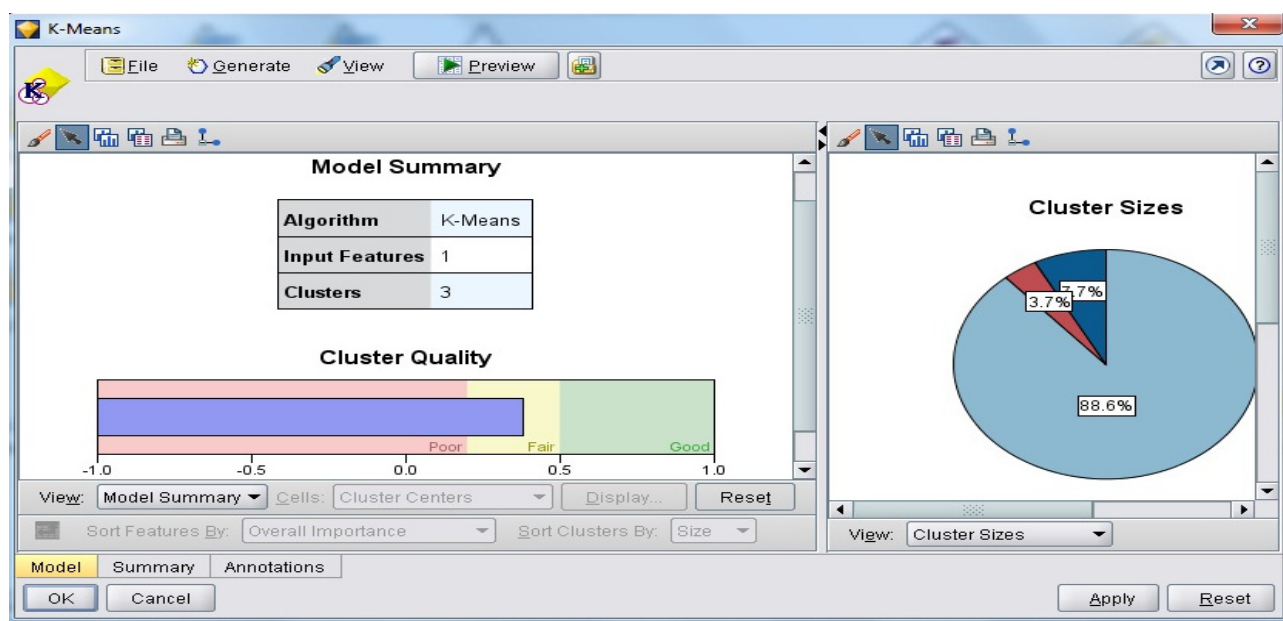 K-Means
File Generate View Preview
K
Model Summary
Algorithm K-Means
Input Features 1
Clusters 3
Cluster Quality
Poor Fair Good
-1.0 -0.5 0.0 0.5 1.0
View: Model Summary Cells: Cluster Centers Display... Reset
Sort Features By: Overall Importance Sort Clusters By: Size
Cluster Sizes
3.7% 7.7%
88.6%
View: Cluster Sizes
Model Summary Annotations
OK Cancel Apply Reset